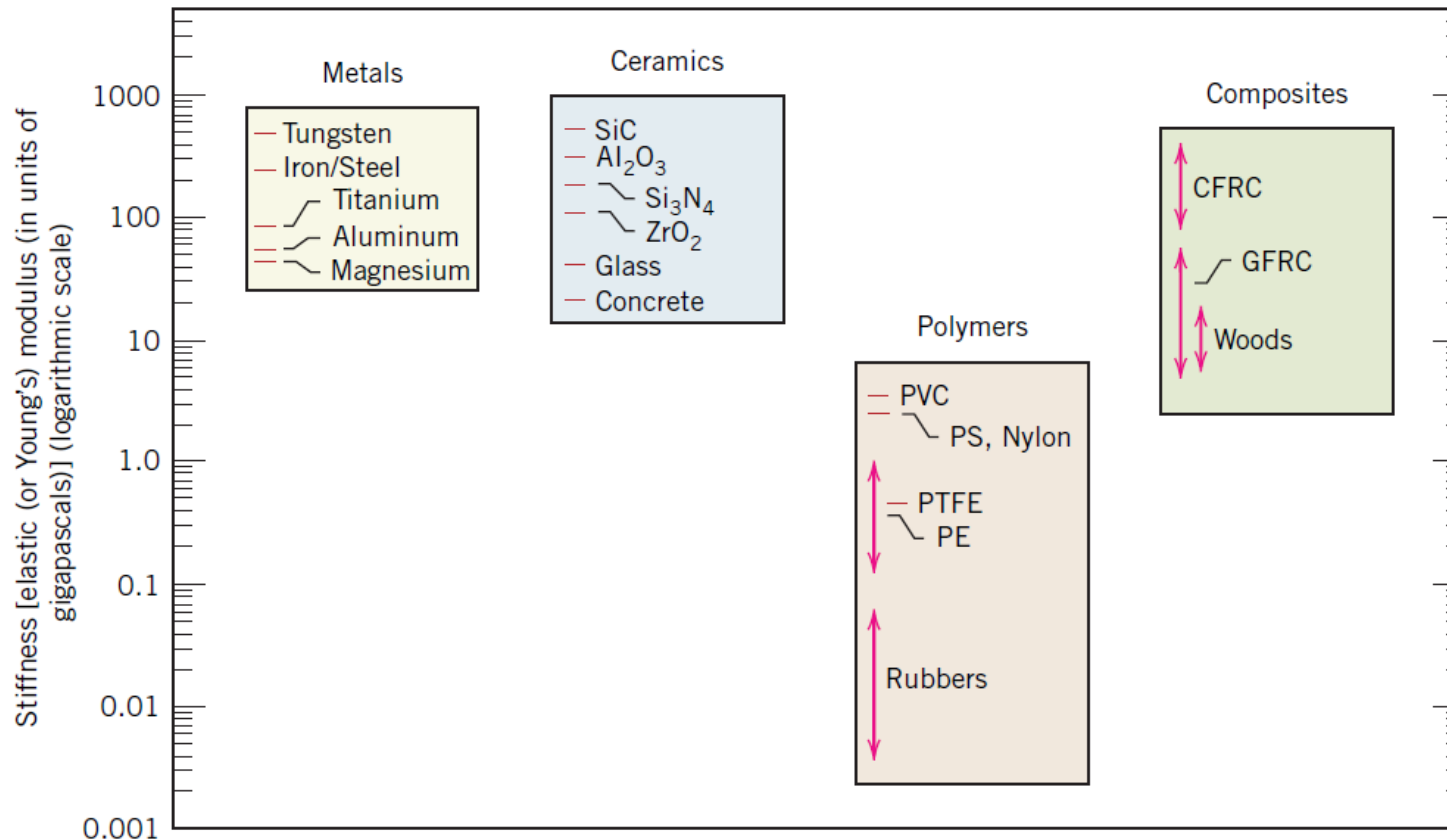 Stiffness [elastic (or Young's) modulus (in units of
gigapascals)] (logarithmic scale)
1000
100
10
1.0
0.1
0.01
0.001
Metals
Tungsten
Iron/Steel
Titanium
Aluminum
Magnesium
Ceramics
SiC
Al₂O₃
Si₃N₄
ZrO₂
Glass
Concrete
Polymers
PVC
PS, Nylon
PTFE
PE
Rubbers
Composites
CFRC
GFRC
Woods